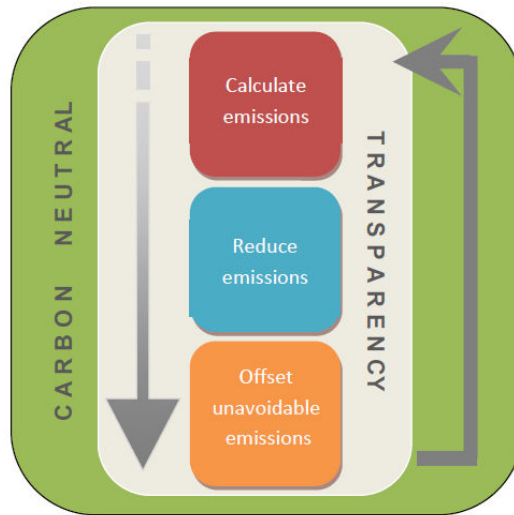 CARBON NEUTRAL
Calculate
emissions
Reduce
emissions
Offset
unavoidable
emissions
TRANSPARENCY